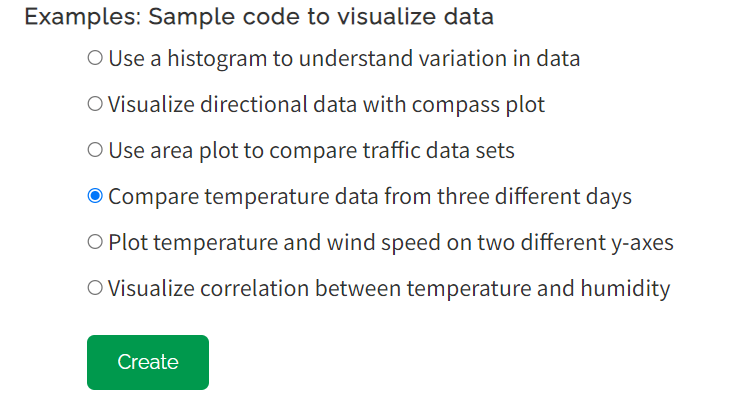 Examples: Sample code to visualize data
Use a histogram to understand variation in data
Visualize directional data with compass plot
Use area plot to compare traffic data sets
Compare temperature data from three different days
Plot temperature and wind speed on two different y-axes
Visualize correlation between temperature and humidity
Create